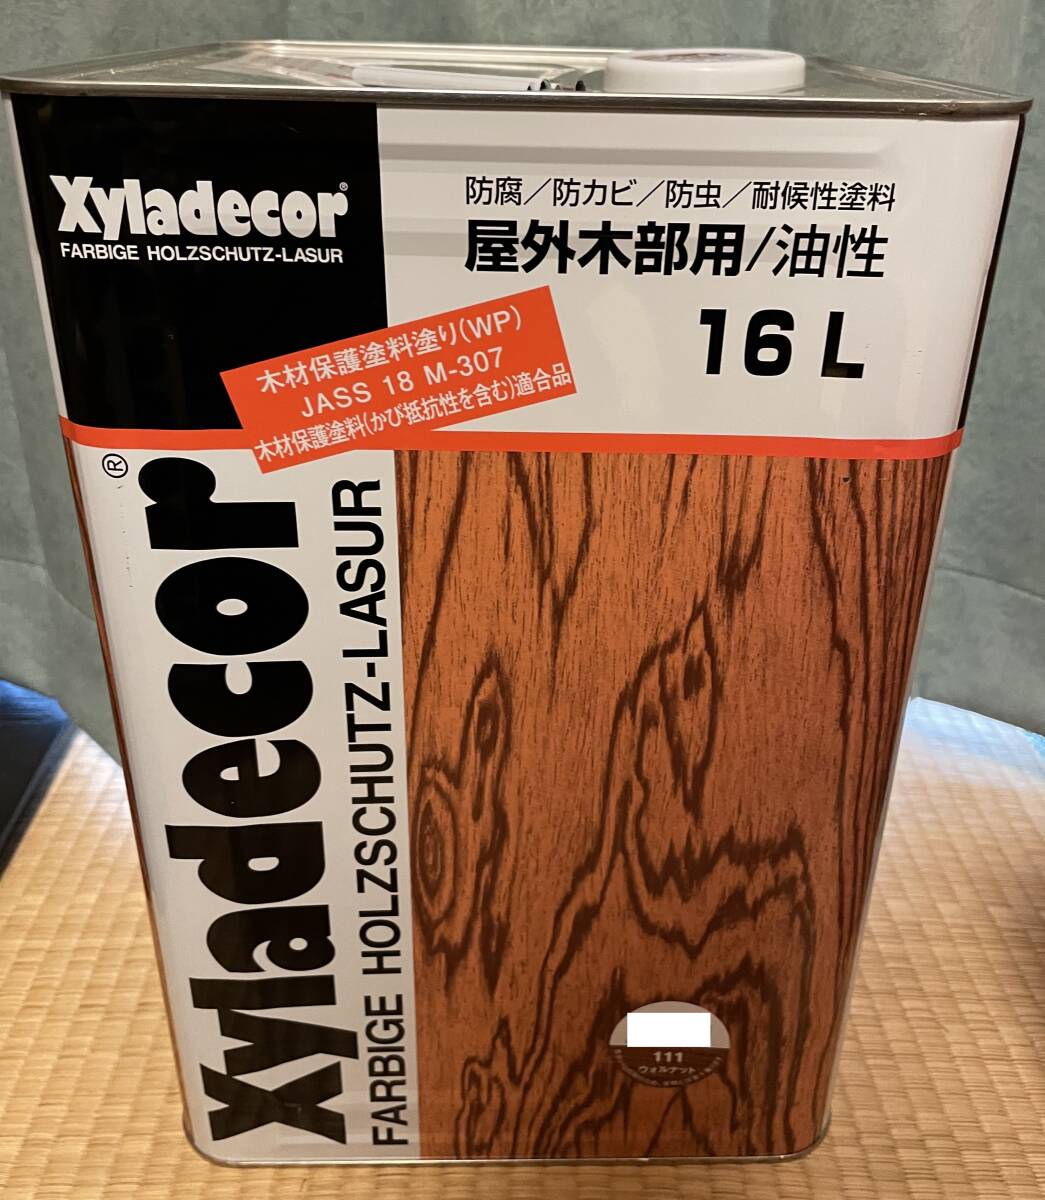 Xyladecor®
FARBIGE HOLZSCHUTZ-LASUR
防腐／防カビ／防虫／耐候性塗料
屋外木部用/油性
16L
木材保護塗料塗り(WP)
JASS 18 M-307
木材保護塗料(かび抵抗性を含む)適合品
Xyladecor®
FARBIGE HOLZSCHUTZ-LASUR
111
ウォルナット